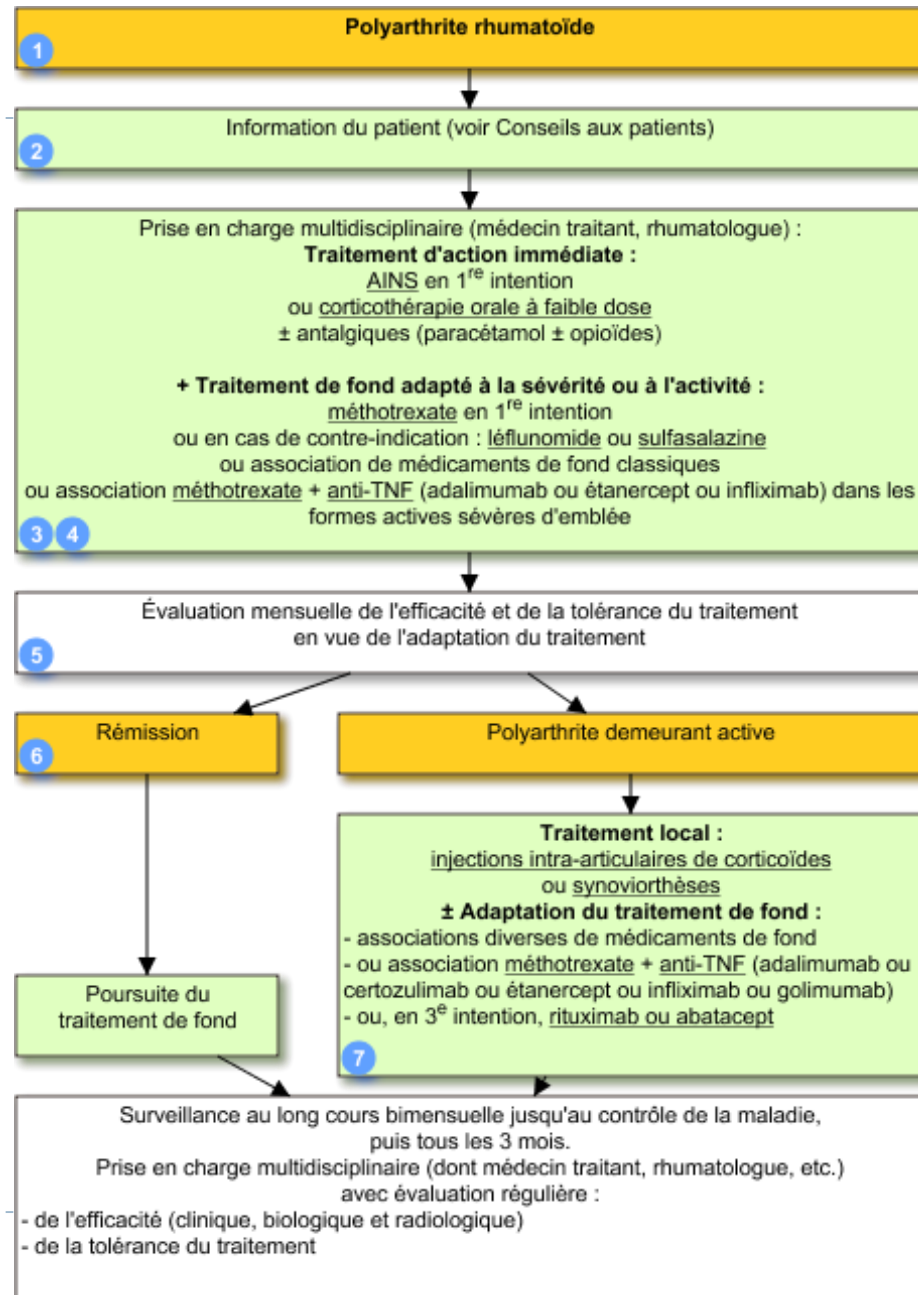 Polyarthrite rhumatoïde
1
Information du patient (voir Conseils aux patients)
2
Prise en charge multidisciplinaire (médecin traitant, rhumatologue) :
Traitement d'action immédiate :
AINS en 1re intention
ou corticothérapie orale à faible dose
± antalgiques (paracétamol ± opioïdes)
+ Traitement de fond adapté à la sévérité ou à l'activité :
méthotrexate en 1re intention
ou en cas de contre-indication : léflunomide ou sulfasalazine
ou association de médicaments de fond classiques
ou association méthotrexate + anti-TNF (adalimumab ou étanercept ou infliximab) dans les
formes actives sévères d'emblée
3 4
Évaluation mensuelle de l'efficacité et de la tolérance du traitement
en vue de l'adaptation du traitement
5
Rémission
6
Polyarthrite demeurant active
Traitement local :
injections intra-articulaires de corticoïdes
ou synoviorthèses
± Adaptation du traitement de fond :
- associations diverses de médicaments de fond
- ou association méthotrexate + anti-TNF (adalimumab ou
certozulimab ou étanercept ou infliximab ou golimumab)
- ou, en 3e intention, rituximab ou abatacept
7
Poursuite du
traitement de fond
Surveillance au long cours bimensuelle jusqu'au contrôle de la maladie,
puis tous les 3 mois.
Prise en charge multidisciplinaire (dont médecin traitant, rhumatologue, etc.)
avec évaluation régulière :
- de l'efficacité (clinique, biologique et radiologique)
- de la tolérance du traitement